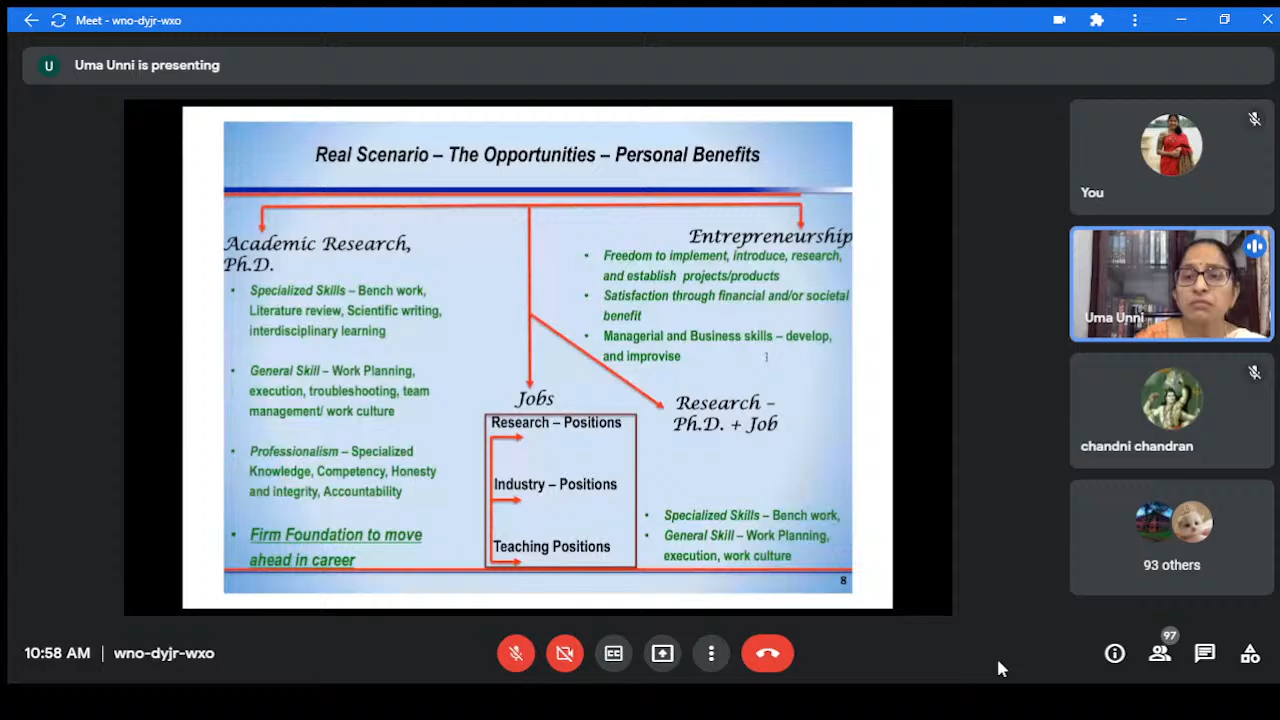 Meet - wno-dyjr-wxo
U
Uma Unni is presenting
Real Scenario – The Opportunities – Personal Benefits
Academic Research,
Ph.D.
• Specialized Skills – Bench work,
Literature review, Scientific writing,
interdisciplinary learning
• General Skill – Work Planning,
execution, troubleshooting, team
management/ work culture
• Professionalism – Specialized
Knowledge, Competency, Honesty
and integrity, Accountability
• Firm Foundation to move
ahead in career
Jobs
Research – Positions
Industry – Positions
Teaching Positions
Entrepreneurship
• Freedom to implement, introduce, research,
and establish projects/products
• Satisfaction through financial and/or societal
benefit
• Managerial and Business skills – develop,
and improvise
Research –
Ph.D. + Job
• Specialized Skills – Bench work,
• General Skill – Work Planning,
execution, work culture
8
You
Uma Unni
chandni chandran
93 others
10:58 AM | wno-dyjr-wxo
97